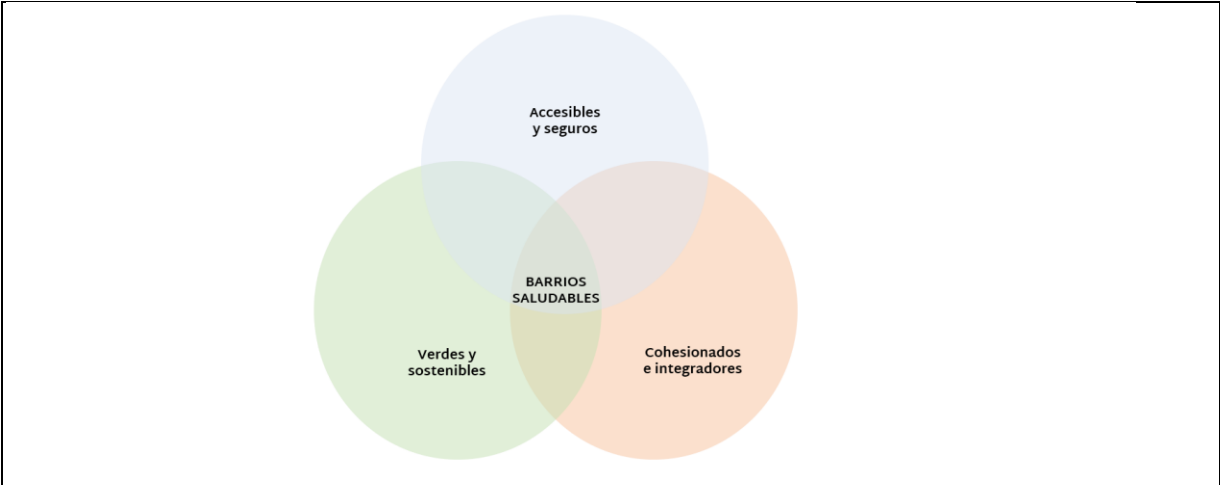 Accesibles
y seguros
BARRIOS
SALUDABLES
Verdes y
sostenibles
Cohesionados
e integradores